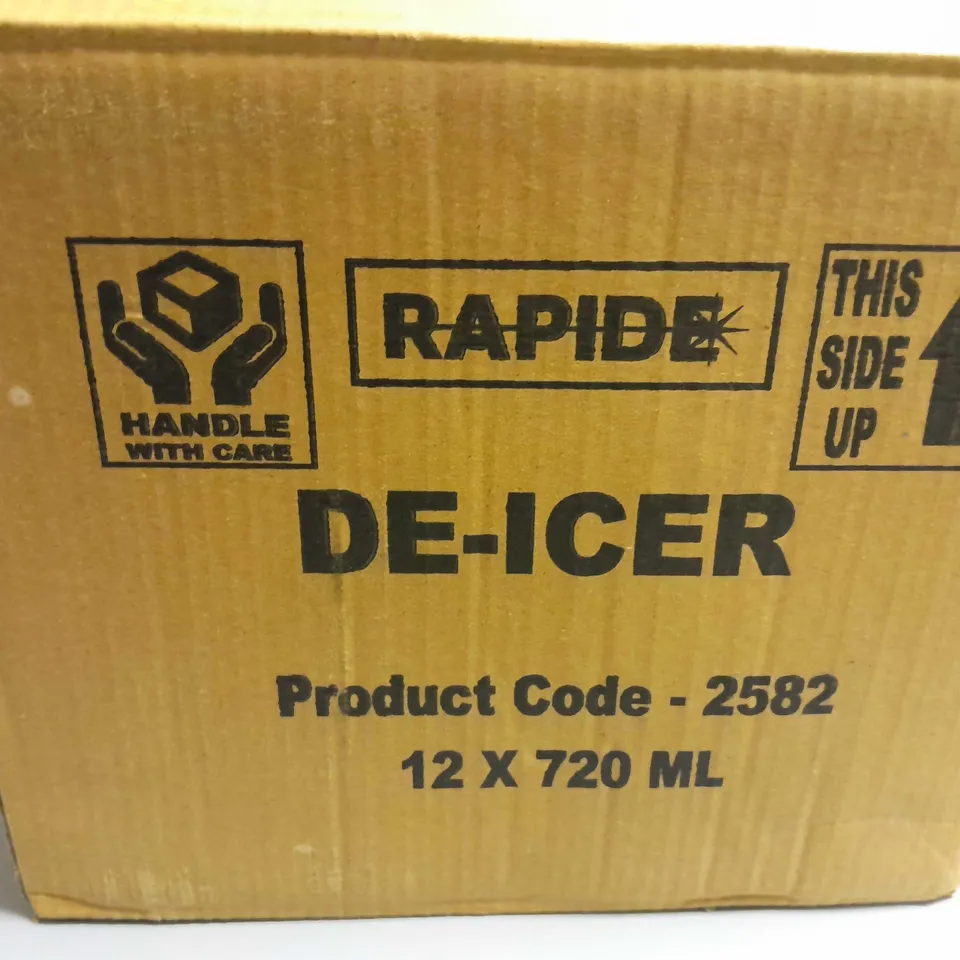 HANDLE
WITH CARE
RAPIDE
THIS
SIDE
UP
DE-ICER
Product Code - 2582
12 X 720 ML